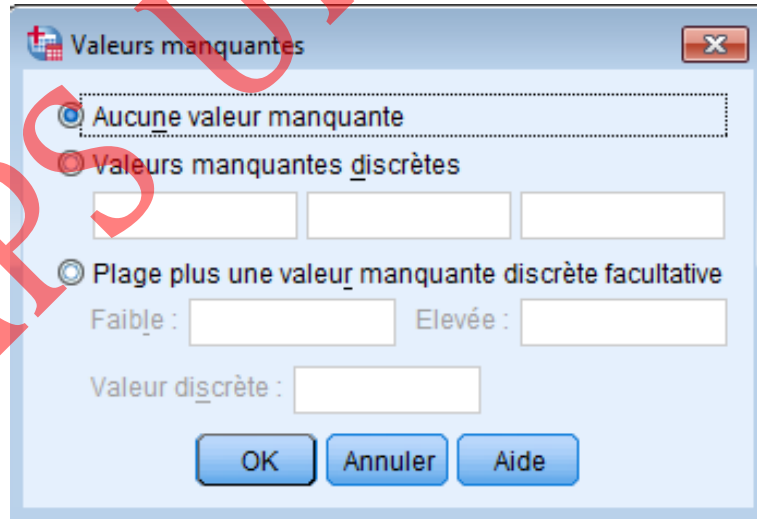 Valeurs manquantes
Aucune valeur manquante
Valeurs manquantes discrètes
Plage plus une valeur manquante discrète facultative
Faible : Elevée :
Valeur discrète :
OK Annuler Aide